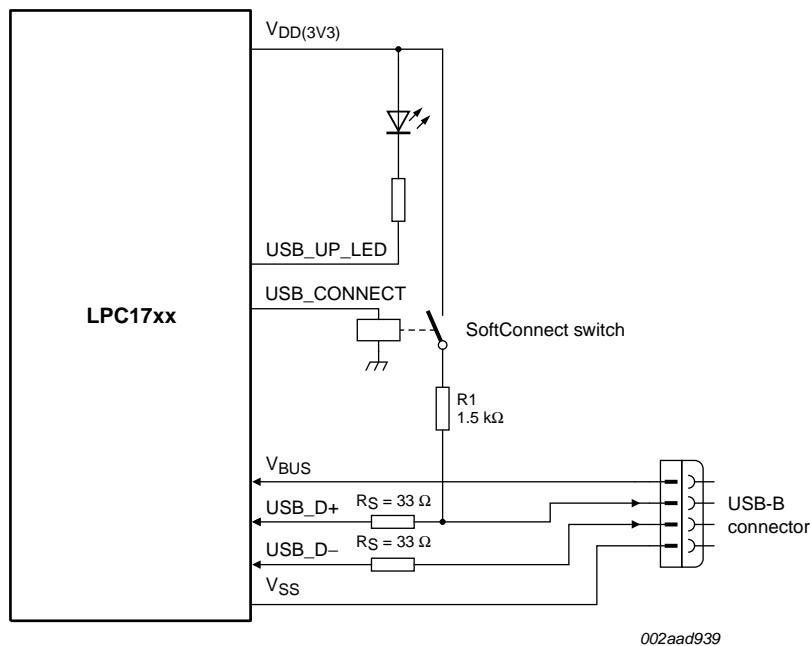 VDD(3V3)
USB_UP_LED
USB_CONNECT
LPC17xx
SoftConnect switch
R1
1.5 kΩ
VBUS
USB_D+
RS = 33 Ω
USB-B
connector
USB_D−
RS = 33 Ω
VSS
002aad939